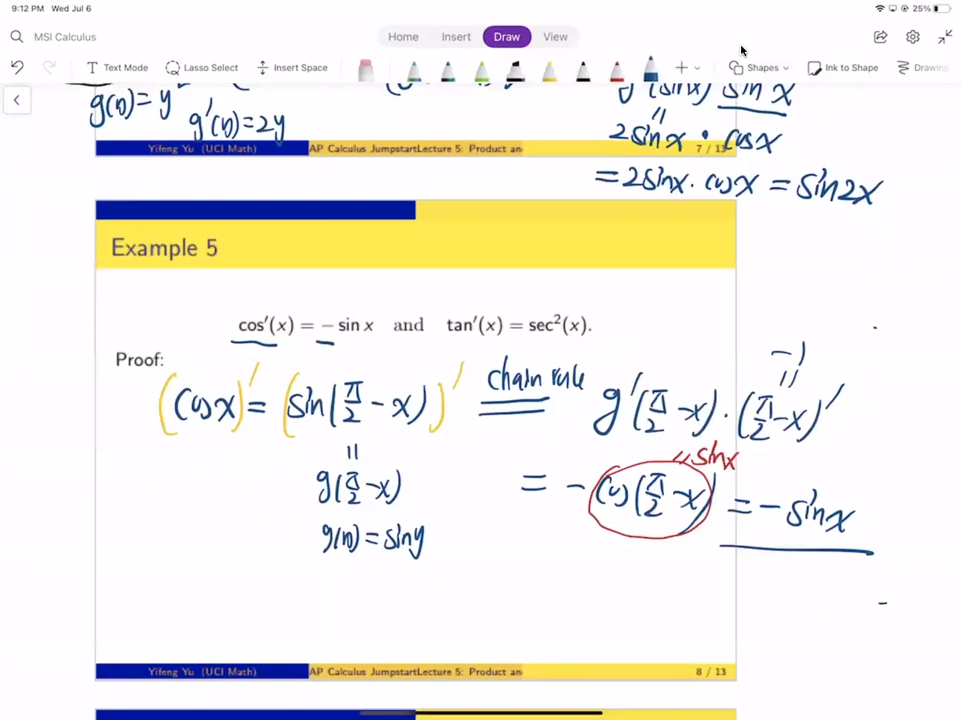 9:12 PM Wed Jul 6
25%
MSI Calculus
Home Insert Draw View
Text Mode Lasso Select Insert Space Shapes Ink to Shape Drawing
g(y) = y
g'(y) = 2y
g'(sinx) sin x
=
2sinx · cosx
Yifeng Yu (UCI Math) AP Calculus JumpstartLecture 5: Product an 7 / 13
= 2sinx · cosx = sin2x
Example 5
cos′(x) = − sin x and tan′(x) = sec²(x).
Proof:
(cosx)' = (sin(π/2 − x))' chain rule = g'(π/2 − x) · (π/2 − x)'
−1
=
= g(π/2 − x)
= − cos(π/2 − x) = − sinx
= sinx
g(y) = siny
Yifeng Yu (UCI Math) AP Calculus JumpstartLecture 5: Product an 8 / 13